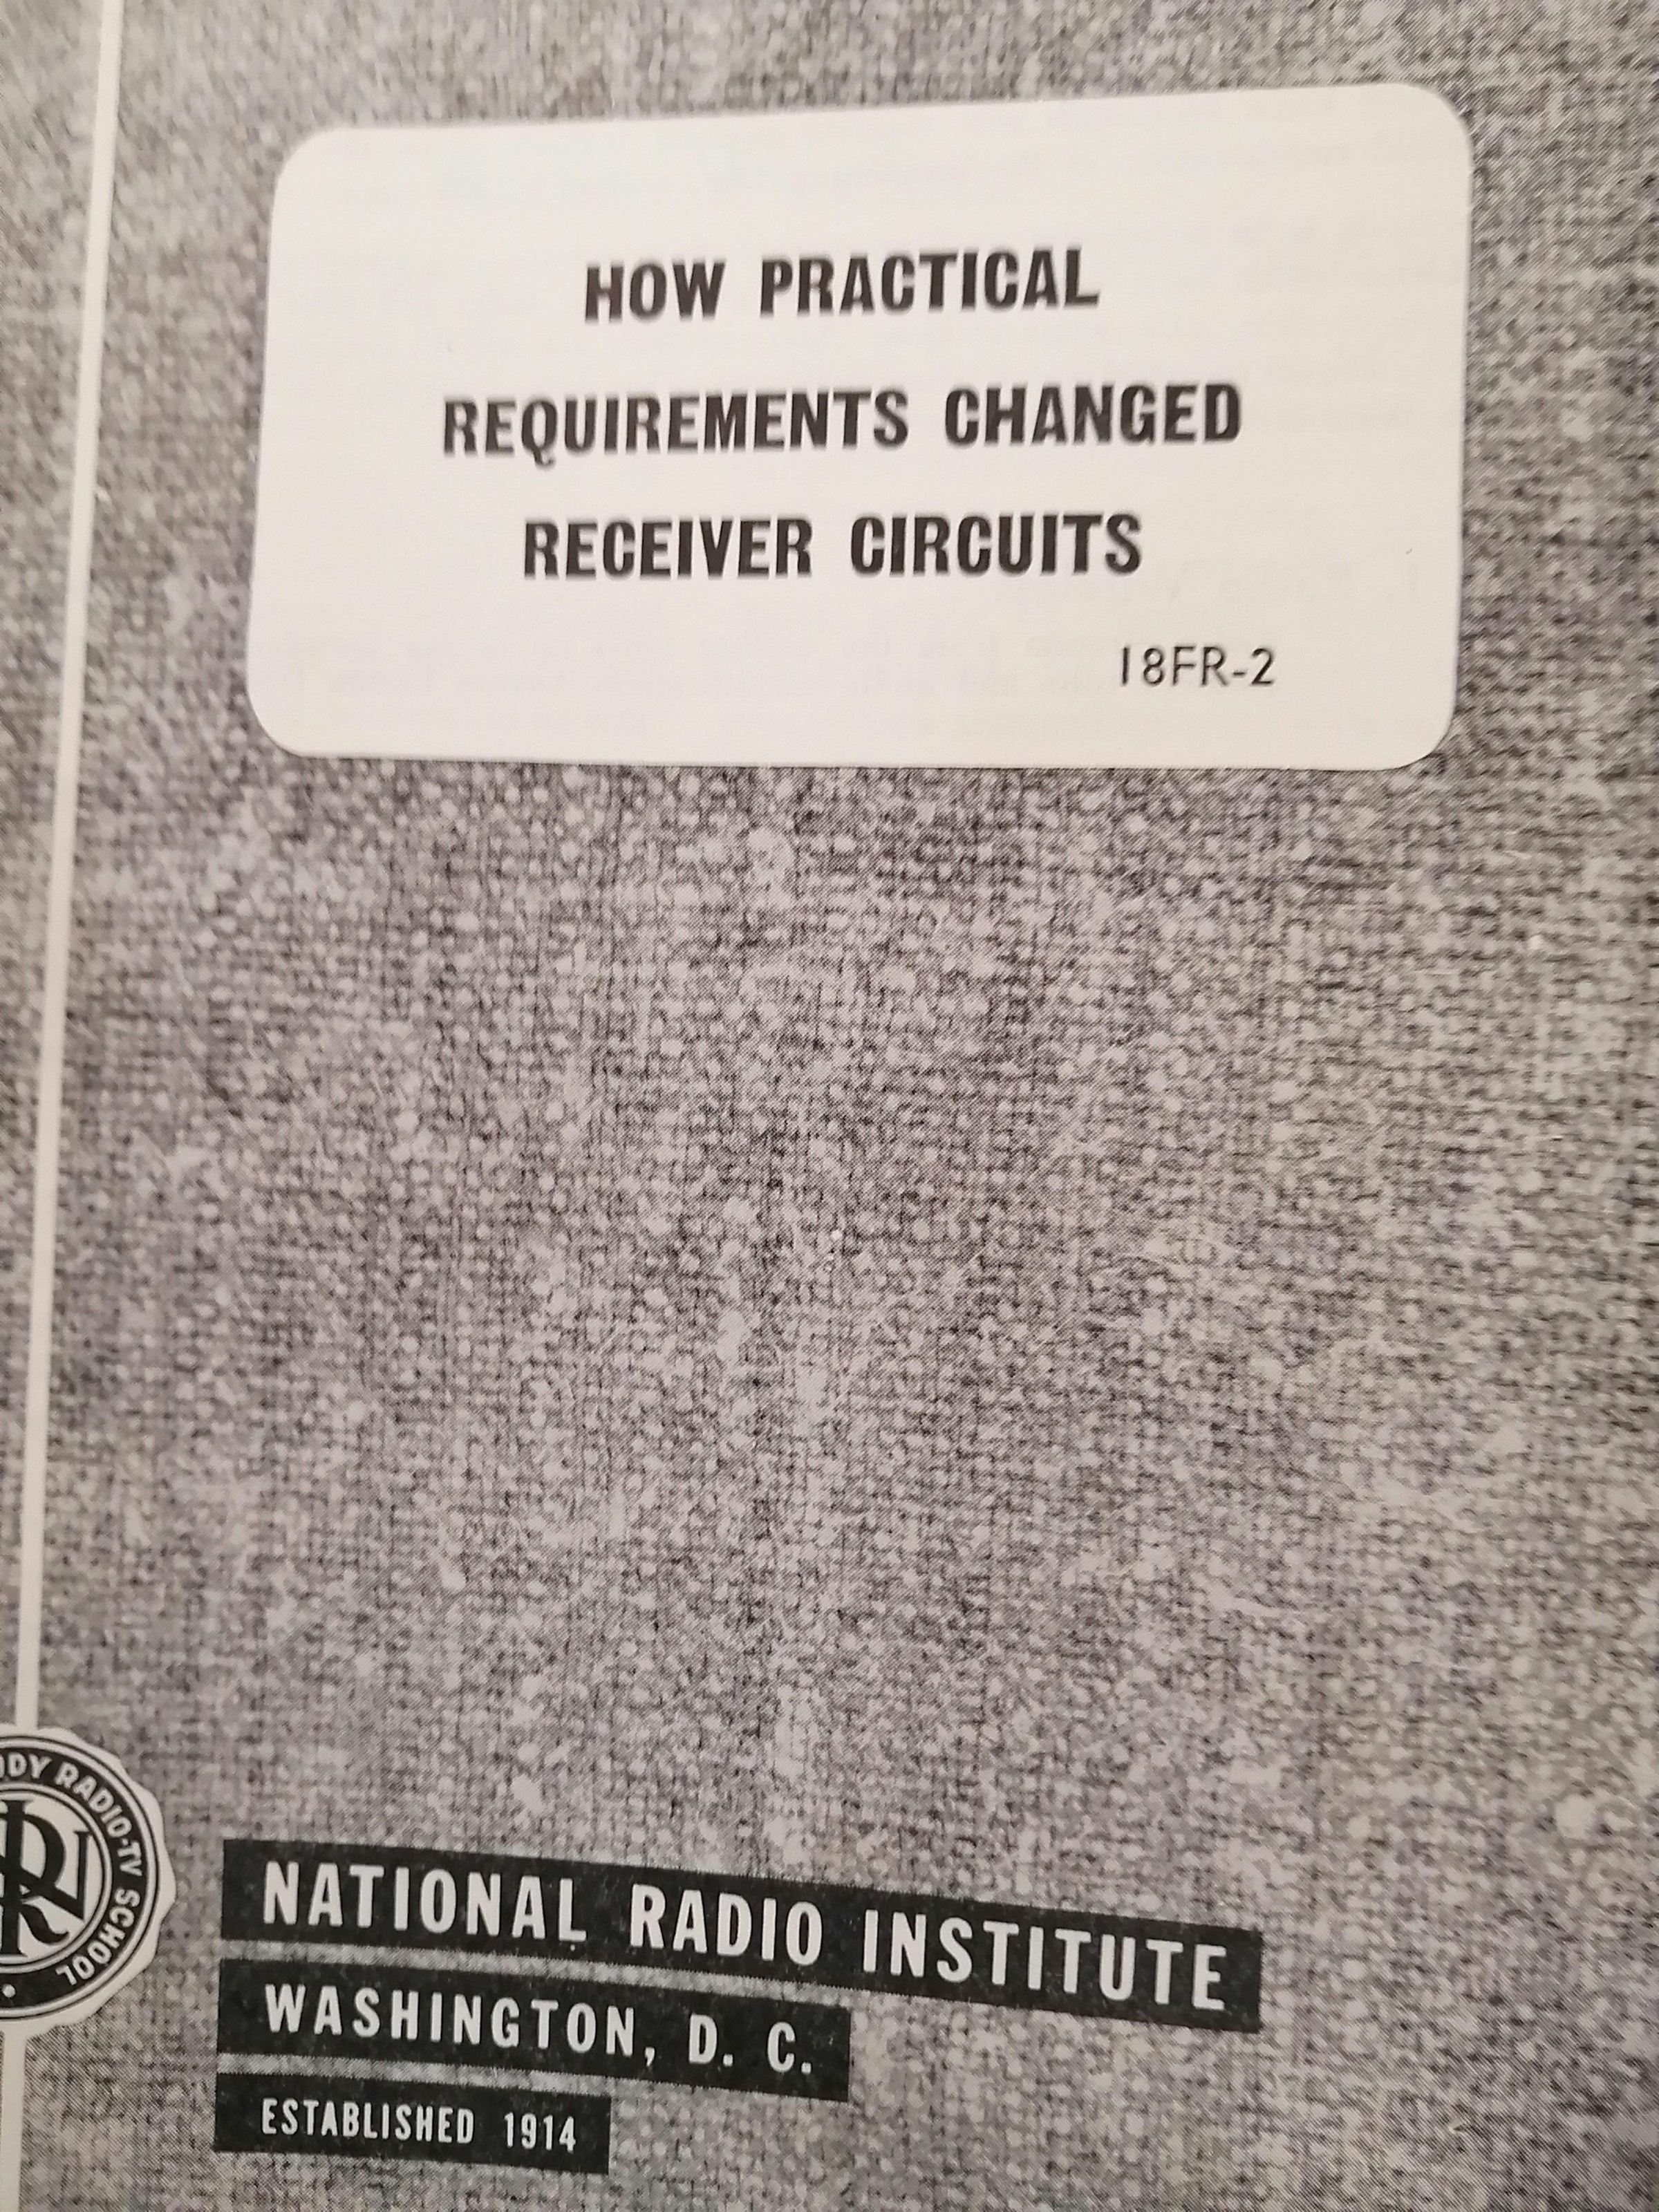 HOW PRACTICAL
REQUIREMENTS CHANGED
RECEIVER CIRCUITS
18FR-2
RADIO-TV SCHOOL
NATIONAL RADIO INSTITUTE
WASHINGTON, D. C.
ESTABLISHED 1914